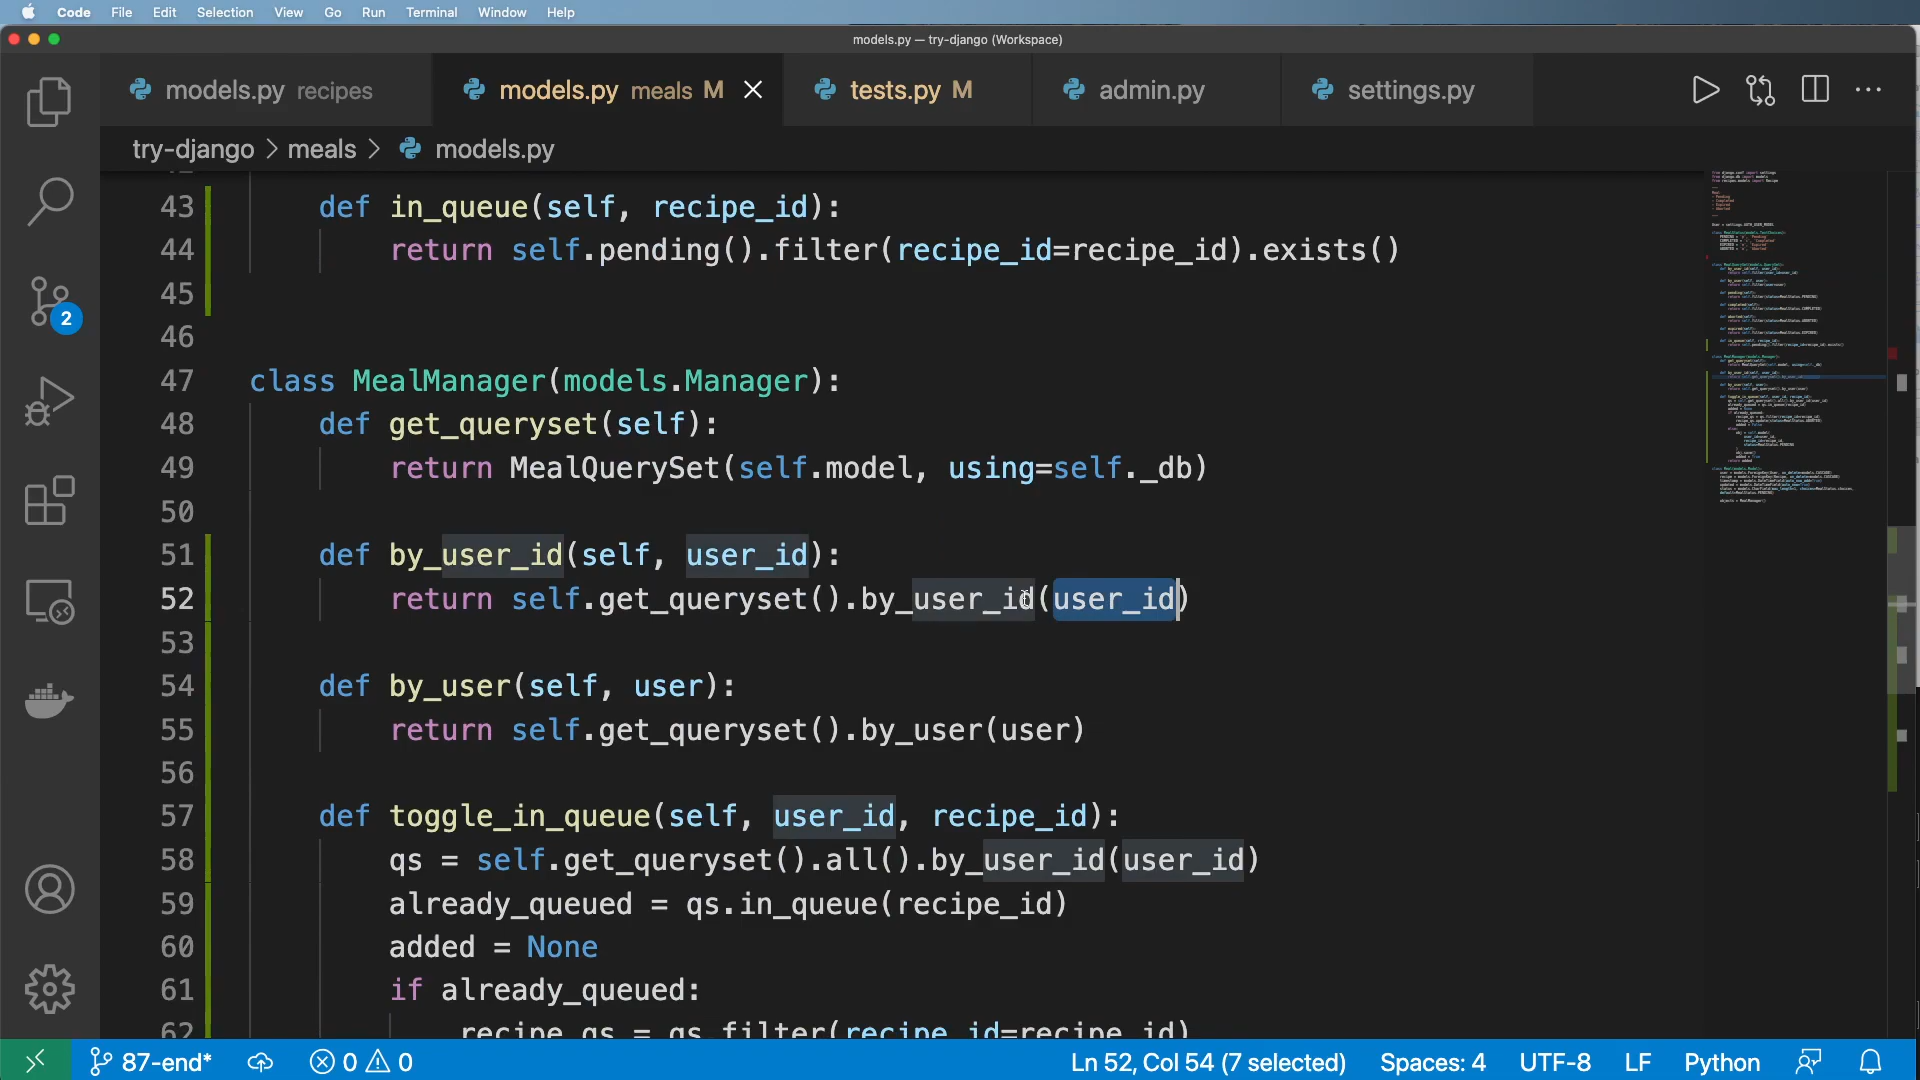 Code File Edit Selection View Go Run Terminal Window Help
models.py — try-django (Workspace)
models.py recipes models.py meals M tests.py M admin.py settings.py
try-django > meals > models.py
43 def in_queue(self, recipe_id):
44 return self.pending().filter(recipe_id=recipe_id).exists()
45
46
47 class MealManager(models.Manager):
48 def get_queryset(self):
49 return MealQuerySet(self.model, using=self._db)
50
51 def by_user_id(self, user_id):
52 return self.get_queryset().by_user_id(user_id)
53
54 def by_user(self, user):
55 return self.get_queryset().by_user(user)
56
57 def toggle_in_queue(self, user_id, recipe_id):
58 qs = self.get_queryset().all().by_user_id(user_id)
59 already_queued = qs.in_queue(recipe_id)
60 added = None
61 if already_queued:
62 recipe_qs = qs.filter(recipe_id=recipe_id)
2
87-end* 0 0 Ln 52, Col 54 (7 selected) Spaces: 4 UTF-8 LF Python